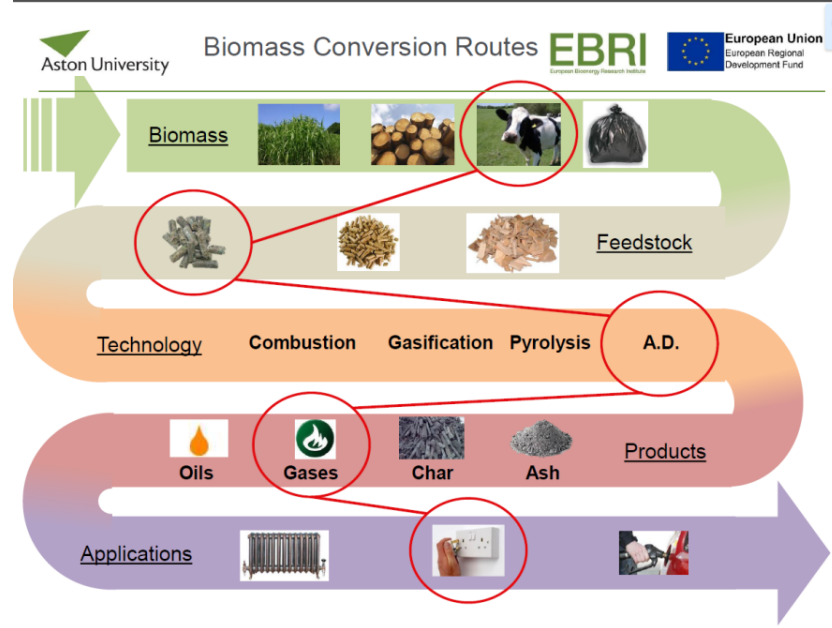 Aston University
Biomass Conversion Routes
EBRI
European Bioenergy Research Institute
European Union
European Regional
Development Fund
Biomass
Feedstock
Technology
Combustion
Gasification
Pyrolysis
A.D.
Oils
Gases
Char
Ash
Products
Applications